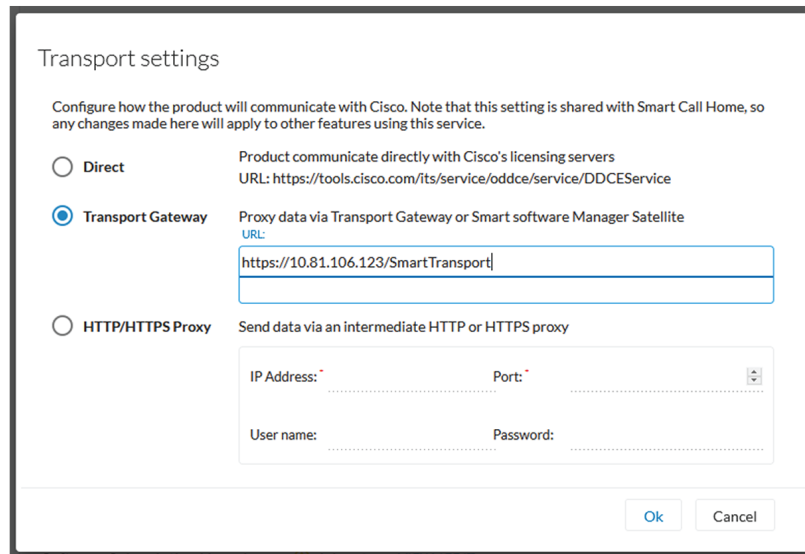 Transport settings
Configure how the product will communicate with Cisco. Note that this setting is shared with Smart Call Home, so
any changes made here will apply to other features using this service.
Direct
Product communicate directly with Cisco's licensing servers
URL: https://tools.cisco.com/its/service/oddce/service/DDCEService
Transport Gateway
Proxy data via Transport Gateway or Smart software Manager Satellite
URL:
https://10.81.106.123/SmartTransport
HTTP/HTTPS Proxy
Send data via an intermediate HTTP or HTTPS proxy
IP Address:* Port:*
User name: Password:
Ok Cancel